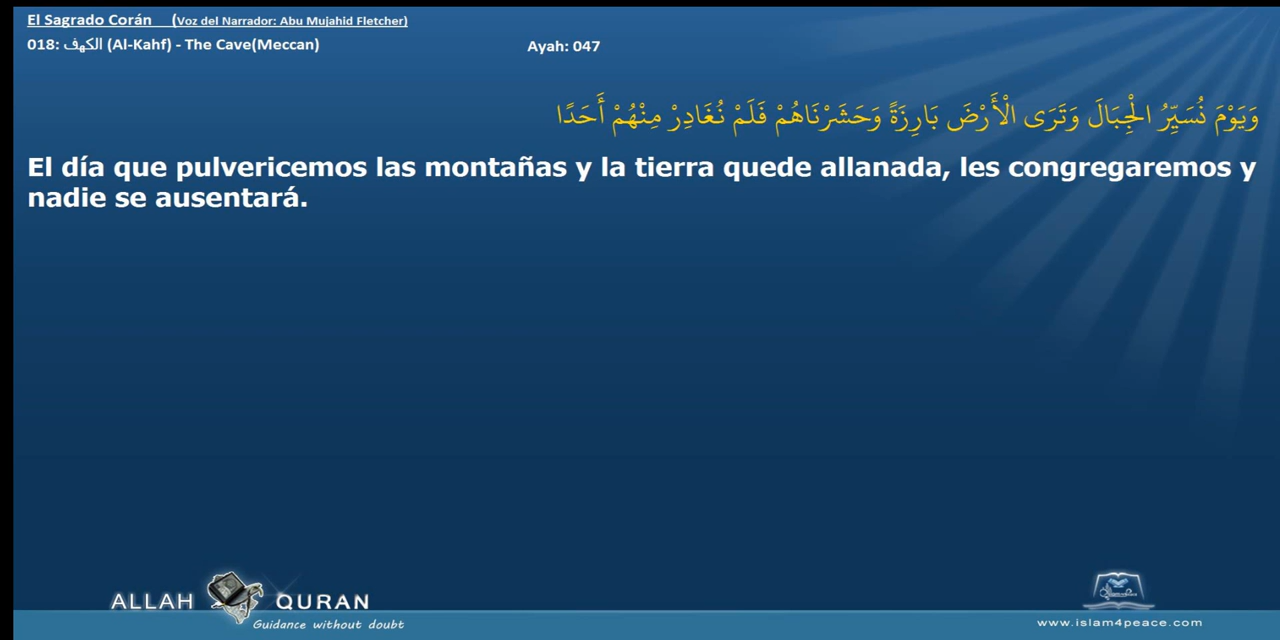 El Sagrado Corán (Voz del Narrador: Abu Mujahid Fletcher)
018: الكهف (Al-Kahf) - The Cave(Meccan) Ayah: 047
وَيَوْمَ نُسَيِّرُ الْجِبَالَ وَتَرَى الْأَرْضَ بَارِزَةً وَحَشَرْنَاهُمْ فَلَمْ نُغَادِرْ مِنْهُمْ أَحَدًا
El día que pulvericemos las montañas y la tierra quede allanada, les congregaremos y
nadie se ausentará.
ALLAH QURAN
Guidance without doubt
www.islam4peace.com